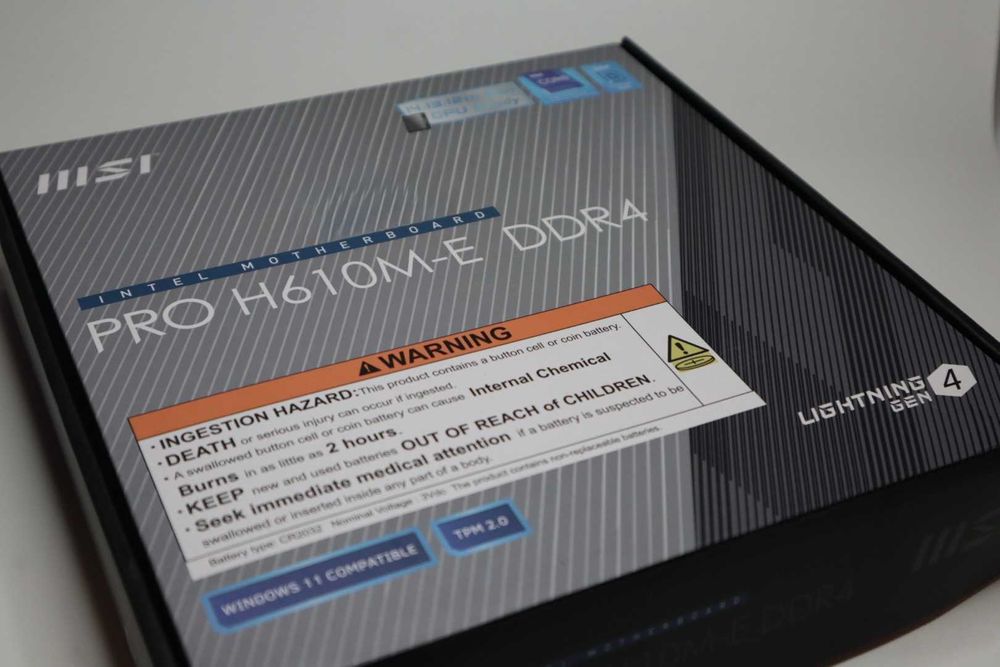 msi
INTEL MOTHERBOARD
PRO H610M-E DDR4
WARNING
· INGESTION HAZARD: This product contains a button cell or coin battery.
· DEATH or serious injury can occur if ingested.
· A swallowed button cell or coin battery can cause Internal Chemical
Burns in as little as 2 hours.
· KEEP new and used batteries OUT OF REACH of CHILDREN.
· Seek immediate medical attention if a battery is suspected to be
swallowed or inserted inside any part of a body.
Battery type: CR2032 Nominal Voltage: 3Vdc The product contains non-replaceable batteries.
LIGHTNING
GEN 4
WINDOWS 11 COMPATIBLE
TPM 2.0
msi
H610M-E DDR4